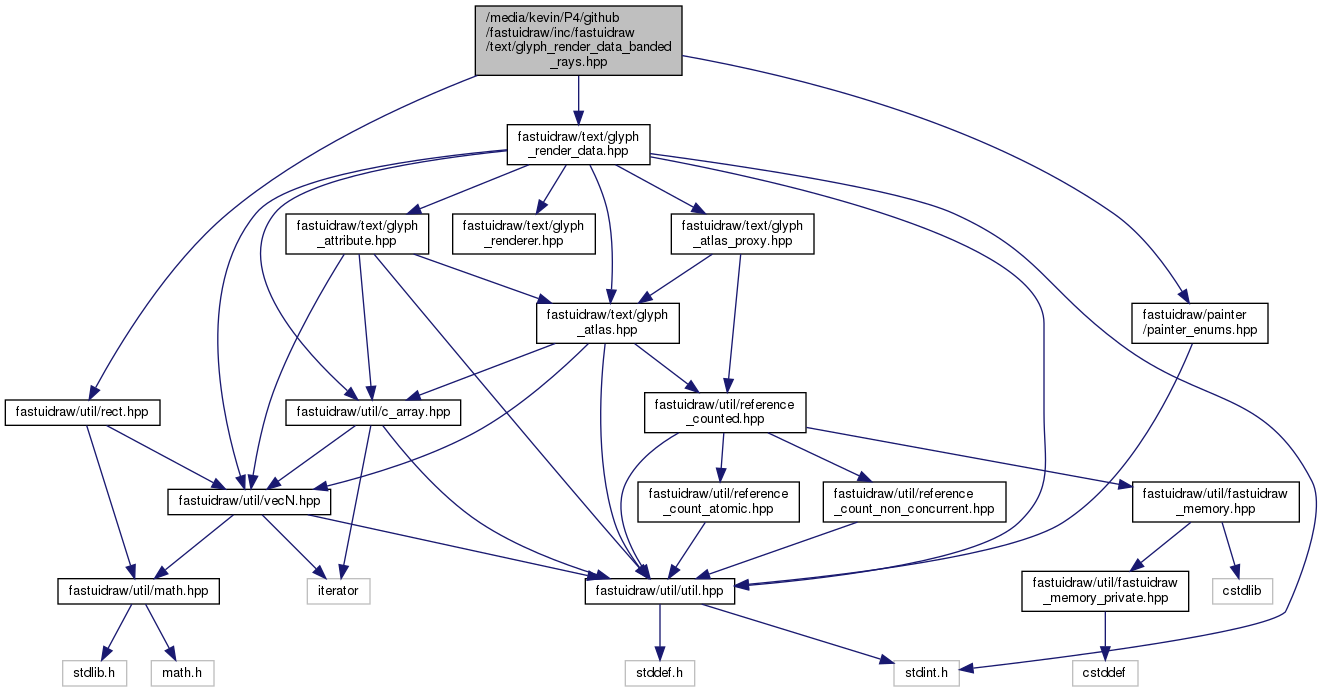 /media/kevin/P4/github
/fastuidraw/inc/fastuidraw
/text/glyph_render_data_banded
_rays.hpp
fastuidraw/text/glyph
_render_data.hpp
fastuidraw/text/glyph
_attribute.hpp
fastuidraw/text/glyph
_renderer.hpp
fastuidraw/text/glyph
_atlas_proxy.hpp
fastuidraw/text/glyph
_atlas.hpp
fastuidraw/painter
/painter_enums.hpp
fastuidraw/util/rect.hpp
fastuidraw/util/c_array.hpp
fastuidraw/util/reference
_counted.hpp
fastuidraw/util/vecN.hpp
fastuidraw/util/reference
_count_atomic.hpp
fastuidraw/util/reference
_count_non_concurrent.hpp
fastuidraw/util/fastuidraw
_memory.hpp
fastuidraw/util/math.hpp
iterator
fastuidraw/util/util.hpp
fastuidraw/util/fastuidraw
_memory_private.hpp
cstdlib
stdlib.h
math.h
stddef.h
stdint.h
cstddef